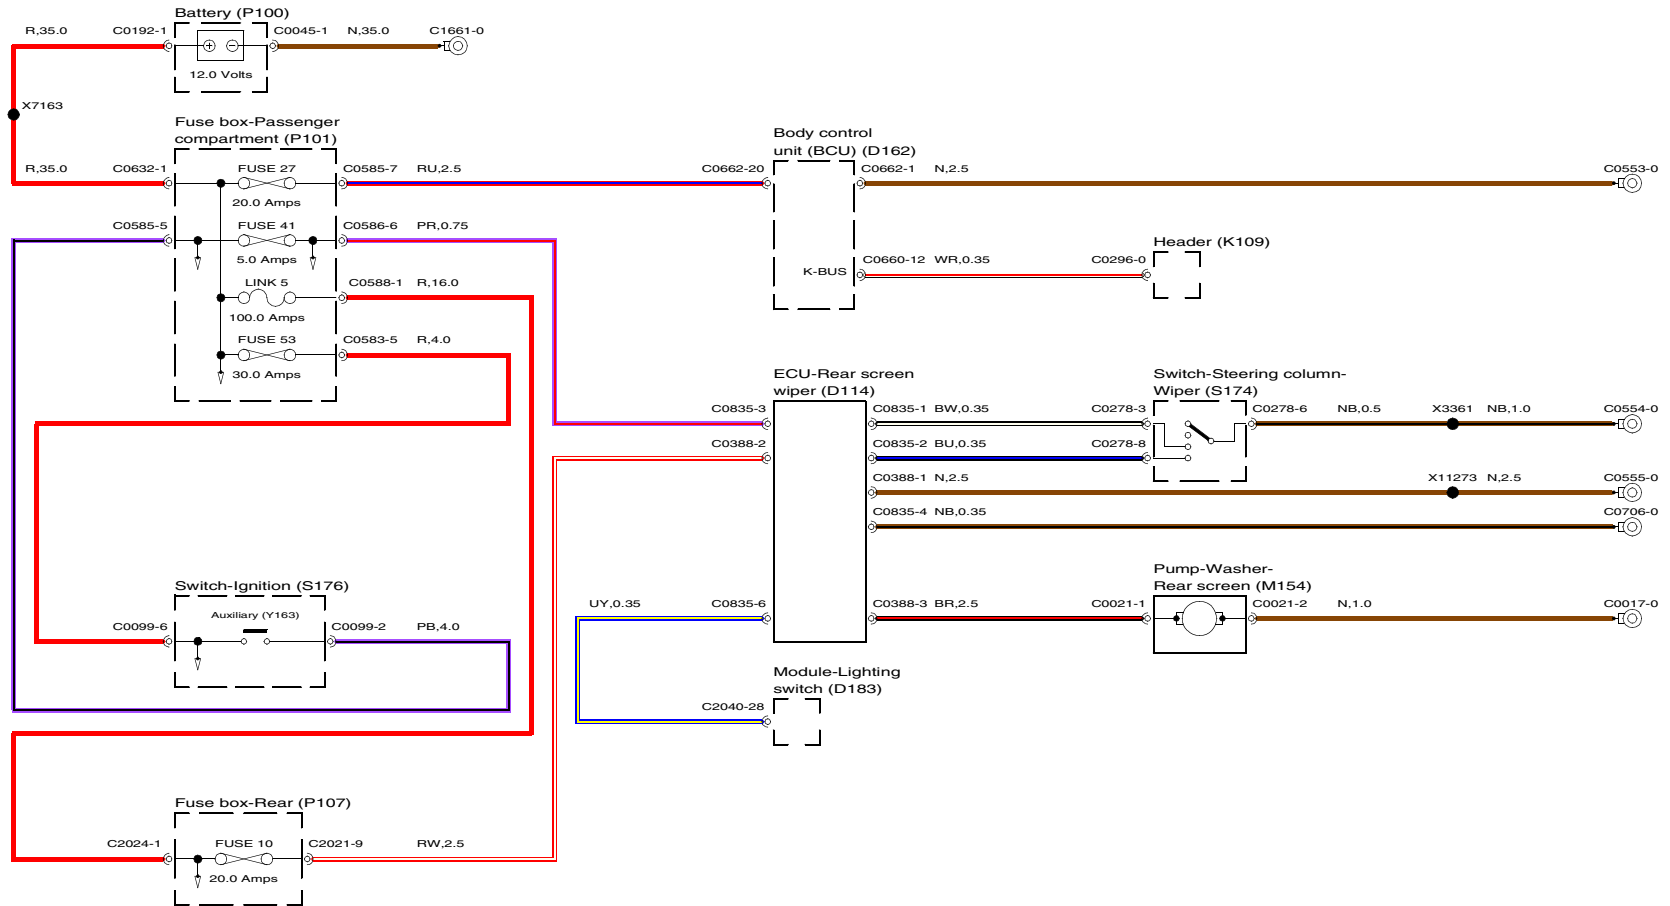 Battery (P100)
R,35.0 C0192-1 C0045-1 N,35.0 C1661-0
12.0 Volts
X7163
Fuse box-Passenger
compartment (P101)
R,35.0 C0632-1 FUSE 27 C0585-7 RU,2.5
20.0 Amps
C0585-5 FUSE 41 C0586-6 PR,0.75
5.0 Amps
LINK 5 C0588-1 R,16.0
100.0 Amps
FUSE 53 C0583-5 R,4.0
30.0 Amps
Body control
unit (BCU) (D162)
C0662-20 C0662-1 N,2.5 C0553-0
K-BUS C0660-12 WR,0.35 C0296-0
Header (K109)
ECU-Rear screen
wiper (D114)
Switch-Steering column-
Wiper (S174)
C0835-3 C0835-1 BW,0.35 C0278-3 C0278-6 NB,0.5 X3361 NB,1.0 C0554-0
C0388-2 C0835-2 BU,0.35 C0278-8
C0388-1 N,2.5 X11273 N,2.5 C0555-0
C0835-4 NB,0.35 C0706-0
Pump-Washer-
Rear screen (M154)
UY,0.35 C0835-6 C0388-3 BR,2.5 C0021-1 C0021-2 N,1.0 C0017-0
Switch-Ignition (S176)
Auxiliary (Y163)
C0099-6 C0099-2 PB,4.0
Module-Lighting
switch (D183)
C2040-28
Fuse box-Rear (P107)
C2024-1 FUSE 10 C2021-9 RW,2.5
20.0 Amps